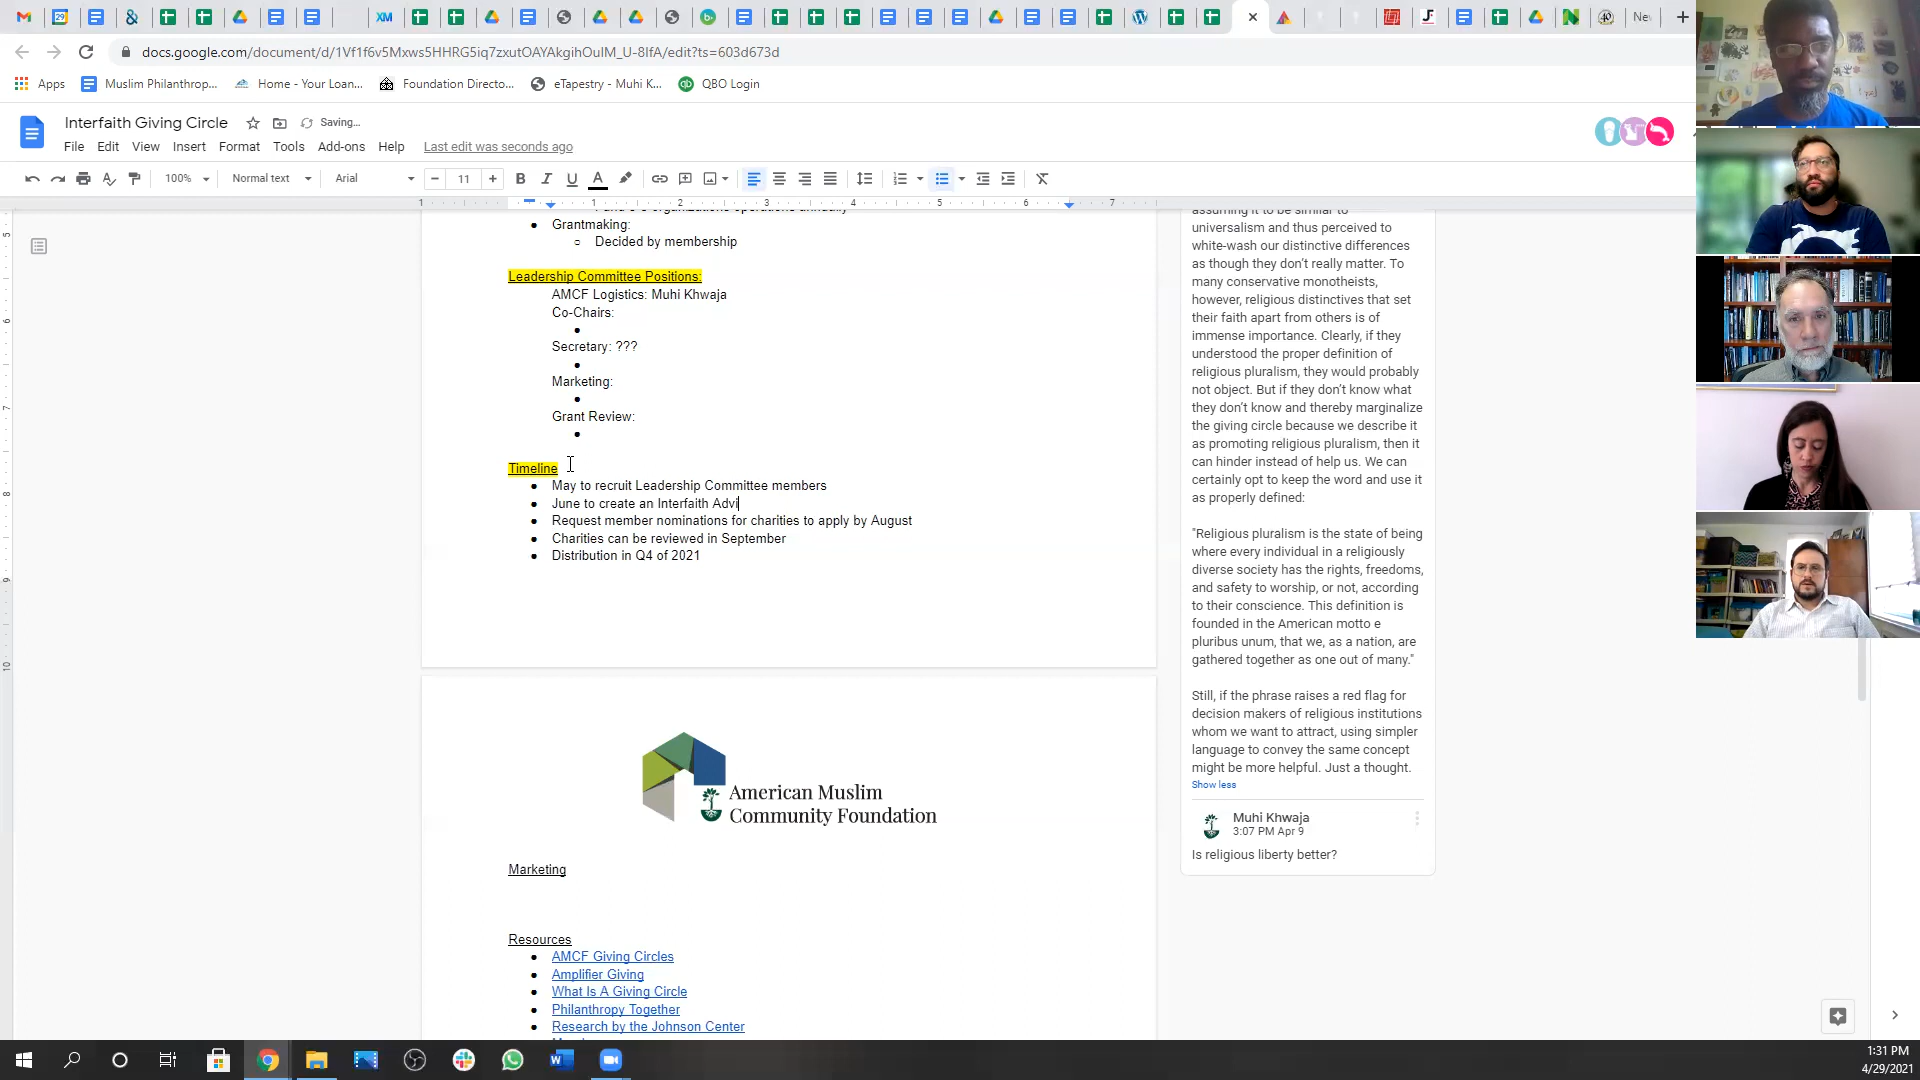 New
docs.google.com/document/d/1Vf1f6v5Mxws5HHRG5iq7zxutOAYAkgihOulM_U-8IfA/edit?ts=603d673d
Apps Muslim Philanthrop... Home - Your Loan... Foundation Directo... eTapestry - Muhi K... QBO Login
Interfaith Giving Circle Saving...
File Edit View Insert Format Tools Add-ons Help Last edit was seconds ago
100% Normal text Arial 11
1 1 2 3 4 5 6 7
Grantmaking:
Decided by membership
Leadership Committee Positions:
AMCF Logistics: Muhi Khwaja
Co-Chairs:
Secretary: ???
Marketing:
Grant Review:
Timeline
May to recruit Leadership Committee members
June to create an Interfaith Advi
Request member nominations for charities to apply by August
Charities can be reviewed in September
Distribution in Q4 of 2021
American Muslim
Community Foundation
Marketing
Resources
AMCF Giving Circles
Amplifier Giving
What Is A Giving Circle
Philanthropy Together
Research by the Johnson Center
assuming it to be similar to
universalism and thus perceived to
white-wash our distinctive differences
as though they don't really matter. To
many conservative monotheists,
however, religious distinctives that set
their faith apart from others is of
immense importance. Clearly, if they
understood the proper definition of
religious pluralism, they would probably
not object. But if they don't know what
they don't know and thereby marginalize
the giving circle because we describe it
as promoting religious pluralism, then it
can hinder instead of help us. We can
certainly opt to keep the word and use it
as properly defined:
"Religious pluralism is the state of being
where every individual in a religiously
diverse society has the rights, freedoms,
and safety to worship, or not, according
to their conscience. This definition is
founded in the American motto e
pluribus unum, that we, as a nation, are
gathered together as one out of many."
Still, if the phrase raises a red flag for
decision makers of religious institutions
whom we want to attract, using simpler
language to convey the same concept
might be more helpful. Just a thought.
Show less
Muhi Khwaja
3:07 PM Apr 9
Is religious liberty better?
1:31 PM
4/29/2021